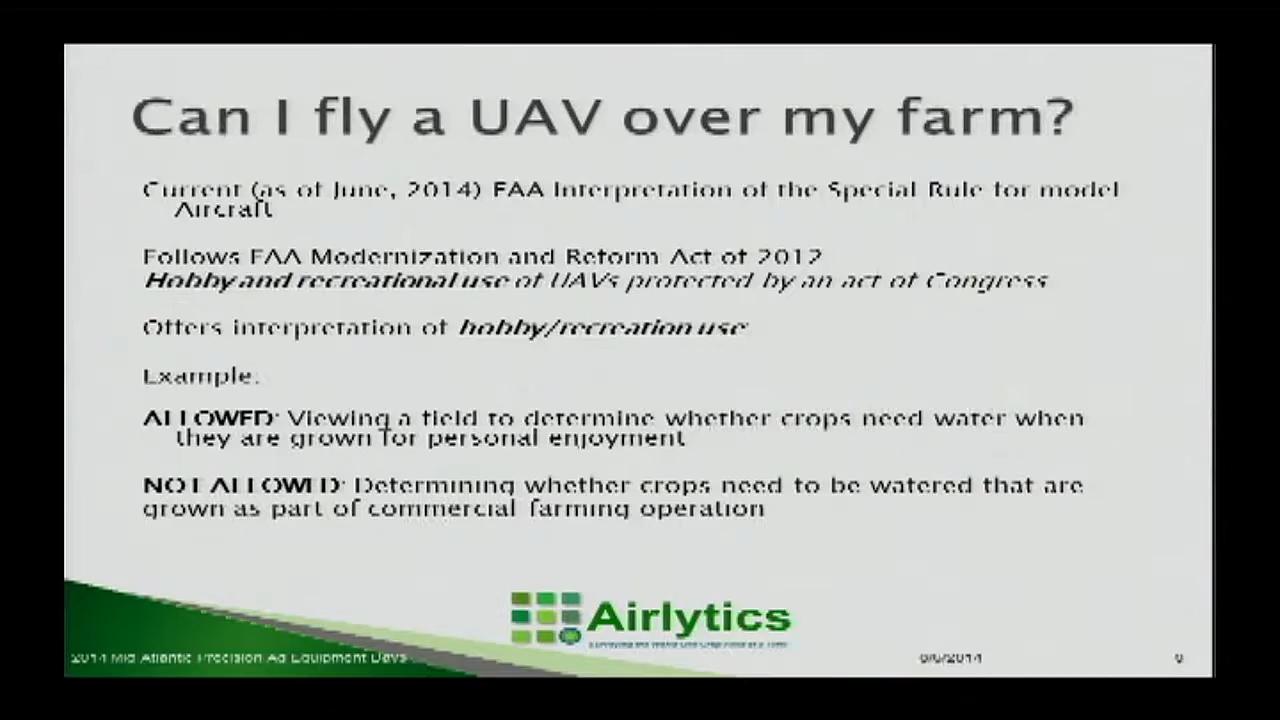 Can I fly a UAV over my farm?
Current (as of June, 2014) FAA Interpretation of the Special Rule for model
Aircraft
Follows FAA Modernization and Reform Act of 2012
Hobby and recreational use of UAVs protected by an act of Congress
Offers interpretation of hobby/recreation use
Example:
ALLOWED: Viewing a field to determine whether crops need water when
they are grown for personal enjoyment
NOT ALLOWED: Determining whether crops need to be watered that are
grown as part of commercial farming operation
Airlytics
2014 Mid Atlantic Precision Ag Equipment Days